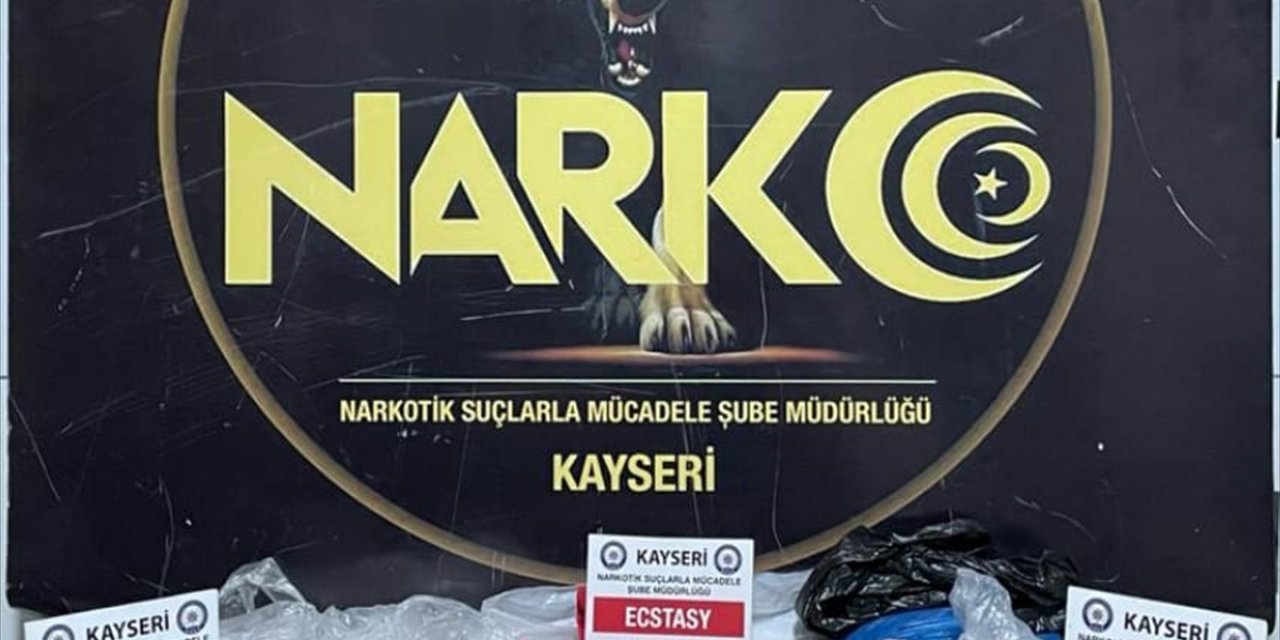 NARKO
NARKOTİK SUÇLARLA MÜCADELE ŞUBE MÜDÜRLÜĞÜ
KAYSERİ
KAYSERİ
NARKOTİK SUÇLARLA MÜCADELE
ŞUBE MÜDÜRLÜĞÜ
ECSTASY
KAYSERİ
KAYSERİ